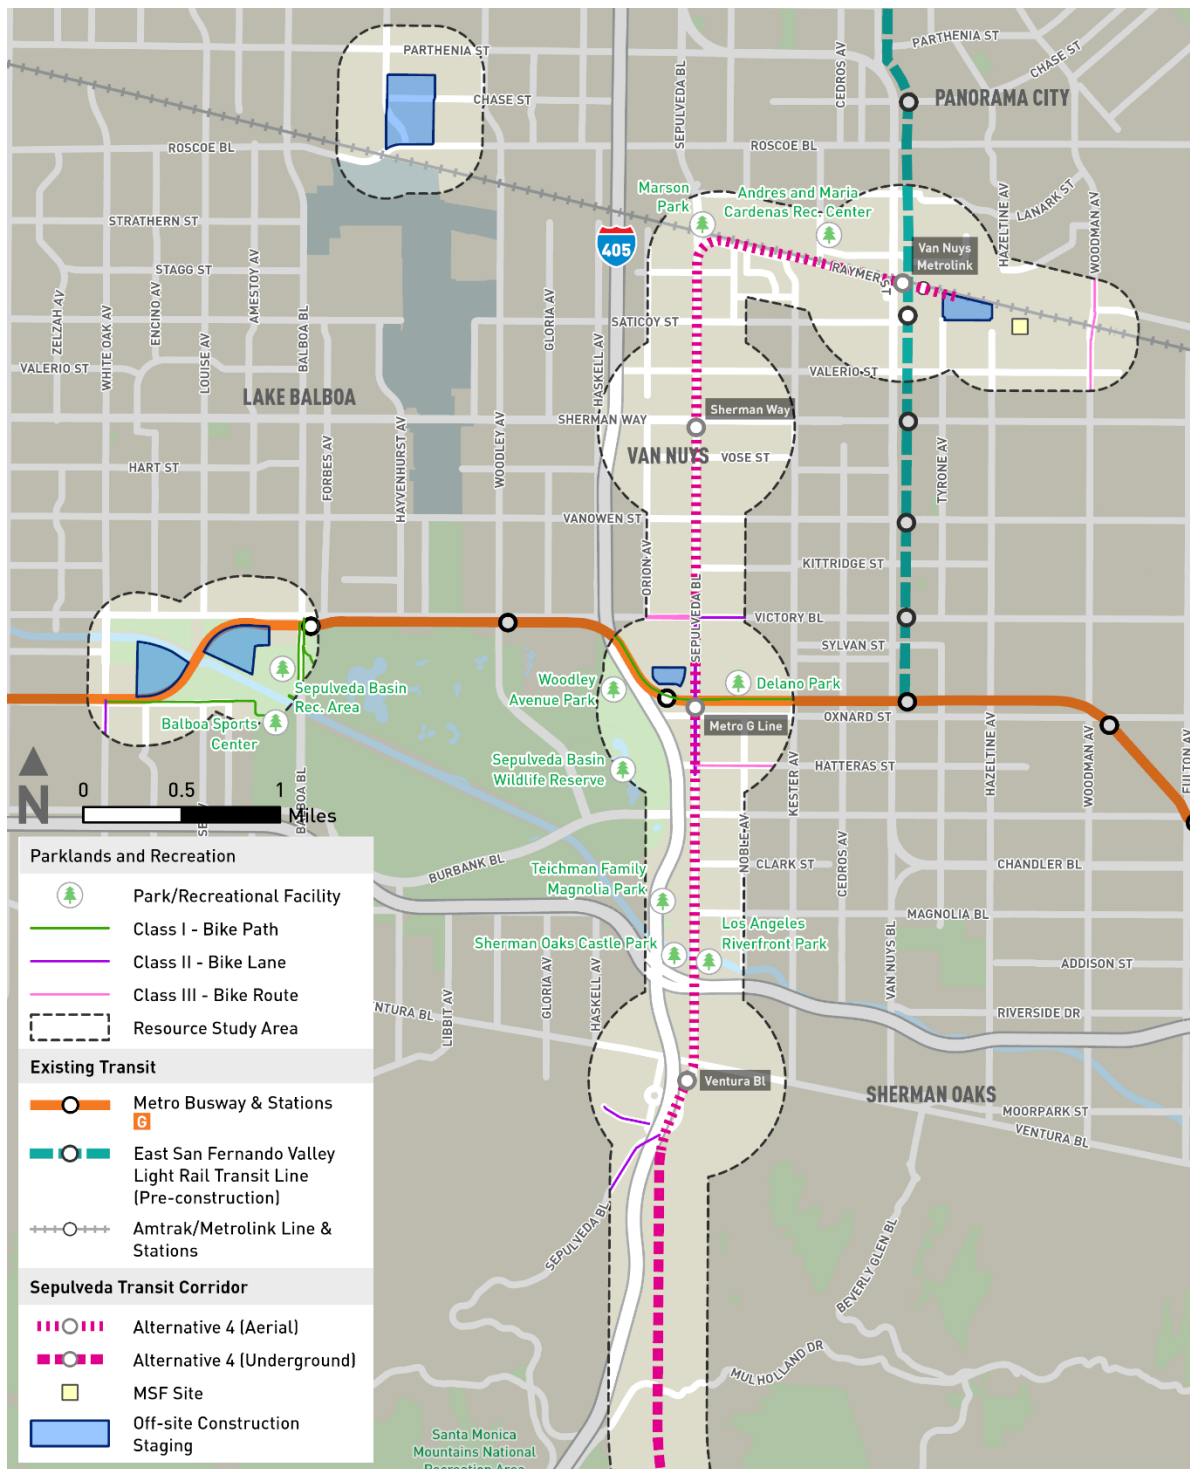 PARTHENIA ST
PARTHENIA ST
CHASE ST
CHASE ST
SEPULVEDA BL
CEDROS AV
PANORAMA CITY
ROSCOE BL
ROSCOE BL
Marson
Park
Andres and Maria
Cardenas Rec. Center
LANARK ST
HAZELTINE AV
WOODMAN AV
STRATHERN ST
405
Van Nuys
Metrolink
STAGG ST
RAYMER ST
ZELZAH AV
WHITE OAK AV
ENCINO AV
LOUISE AV
AMESTOY AV
BALBOA BL
GLORIA AV
HASKELL AV
SATICOY ST
VALERIO ST
VALERIO ST
LAKE BALBOA
SHERMAN WAY
Sherman Way
VAN NUYS
VOSE ST
HART ST
FORBES AV
HAYVENHURST AV
WOODLEY AV
TYRONE AV
VANOWEN ST
ORION AV
KITTRIDGE ST
SEPULVEDA BL
VICTORY BL
SYLVAN ST
Sepulveda Basin
Rec. Area
Woodley
Avenue Park
Delano Park
Balboa Sports
Center
Metro G Line
OXNARD ST
Sepulveda Basin
Wildlife Reserve
HATTERAS ST
KESTER AV
HAZELTINE AV
WOODMAN AV
FULTON AV
N
0
0.5
1
Miles
BALBOA BL
BURBANK BL
NOBLE AV
CLARK ST
CEDROS AV
CHANDLER BL
Teichman Family
Magnolia Park
MAGNOLIA BL
Sherman Oaks Castle Park
Los Angeles
Riverfront Park
VAN NUYS BL
ADDISON ST
LIBBIT AV
GLORIA AV
HASKELL AV
RIVERSIDE DR
NTURA BL
Ventura Bl
SHERMAN OAKS
MOORPARK ST
VENTURA BL
SEPULVEDA BL
BEVERLY GLEN BL
MULHOLLAND DR
Santa Monica
Mountains National
Recreation Area
Parklands and Recreation
Park/Recreational Facility
Class I - Bike Path
Class II - Bike Lane
Class III - Bike Route
Resource Study Area
Existing Transit
Metro Busway & Stations
G
East San Fernando Valley
Light Rail Transit Line
(Pre-construction)
Amtrak/Metrolink Line &
Stations
Sepulveda Transit Corridor
Alternative 4 (Aerial)
Alternative 4 (Underground)
MSF Site
Off-site Construction
Staging